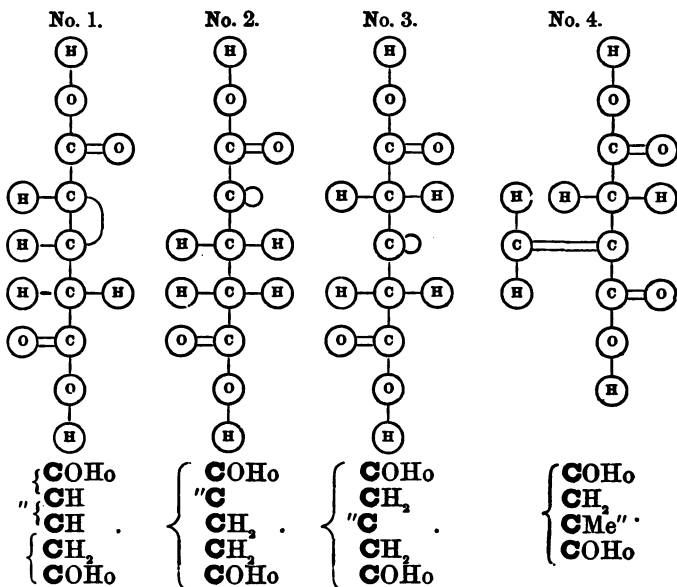 No. 1. No. 2. No. 3. No. 4.
H H H H
O O O O
C O C O C O C O
H C C H C H H H C H
H C H C H C C C
H C H H C H H C H H C O
O C O C O C O
O O O H
H H H
COHo COHo COHo COHo
CH "C CH₂ CH₂
" CH . CH₂ . "C . CMe" .
CH₂ CH₂ CH₂ COHo
COHo COHo COHo